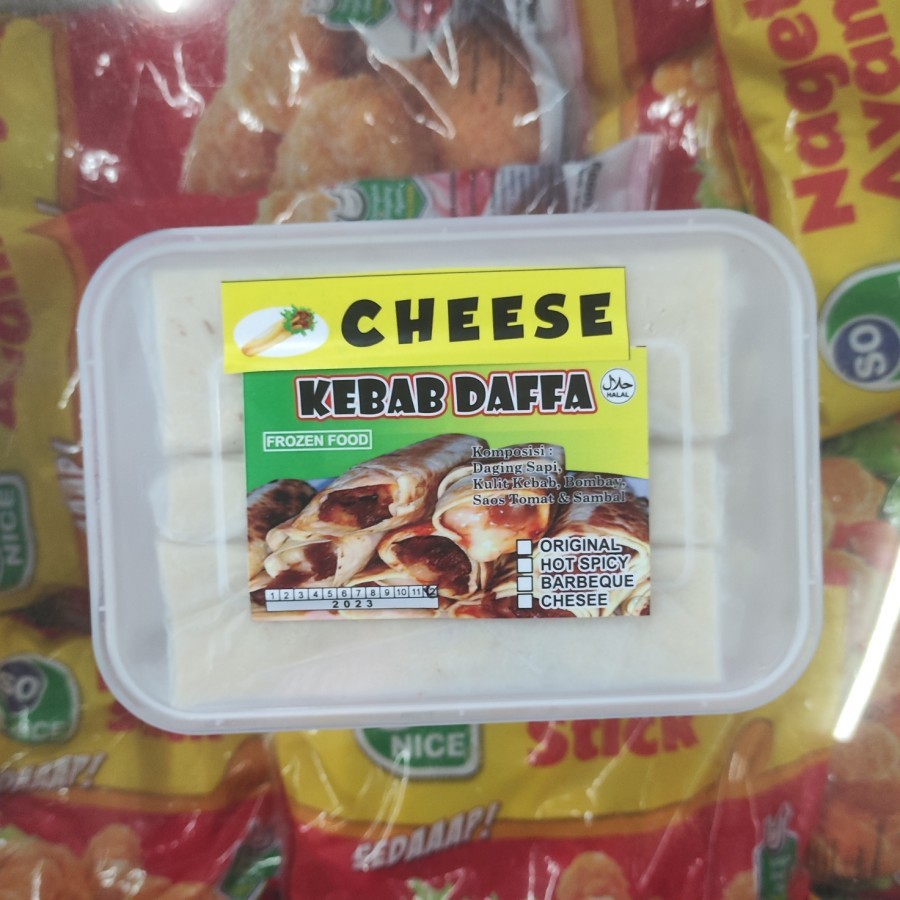 Naget
Ayam
SO
CHEESE
KEBAB DAFFA
حلال
HALAL
FROZEN FOOD
Komposisi :
Daging Sapi,
Kulit Kebab, Bombay,
Saos Tomat & Sambal
ORIGINAL
HOT SPICY
BARBEQUE
CHESEE
1 2 3 4 5 6 7 8 9 10 11
2023
NICE
SO
NICE
NICE
Stick
SEDAAAP!